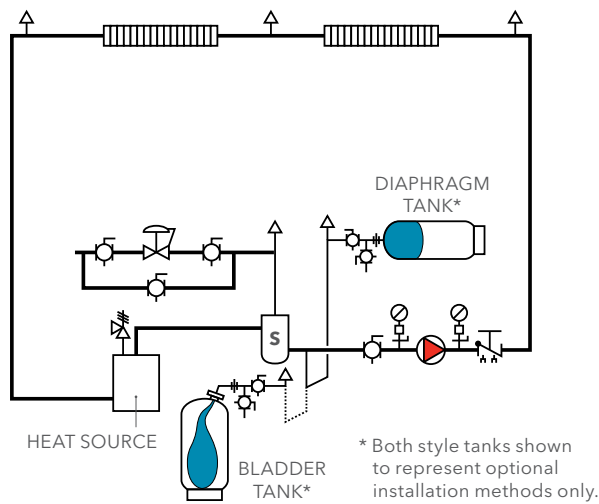 DIAPHRAGM
TANK*
S
HEAT SOURCE
BLADDER
TANK*
* Both style tanks shown
to represent optional
installation methods only.